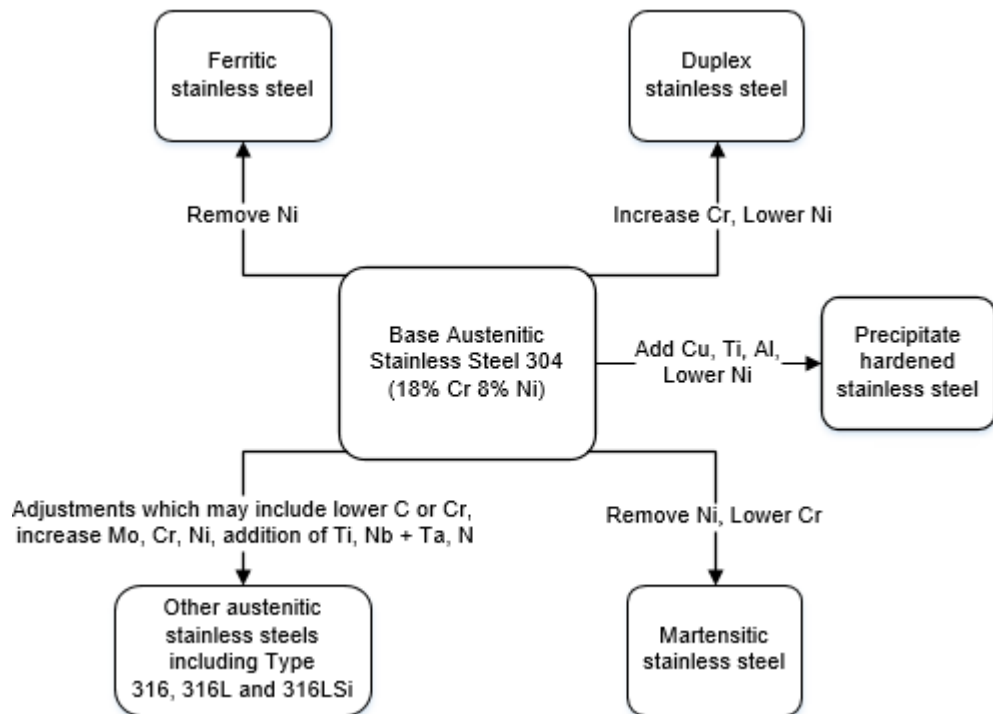 Ferritic
stainless steel
Duplex
stainless steel
Remove Ni
Increase Cr, Lower Ni
Base Austenitic
Stainless Steel 304
(18% Cr 8% Ni)
Add Cu, Ti, Al,
Lower Ni
Precipitate
hardened
stainless steel
Adjustments which may include lower C or Cr,
increase Mo, Cr, Ni, addition of Ti, Nb + Ta, N
Remove Ni, Lower Cr
Other austenitic
stainless steels
including Type
316, 316L and 316LSi
Martensitic
stainless steel